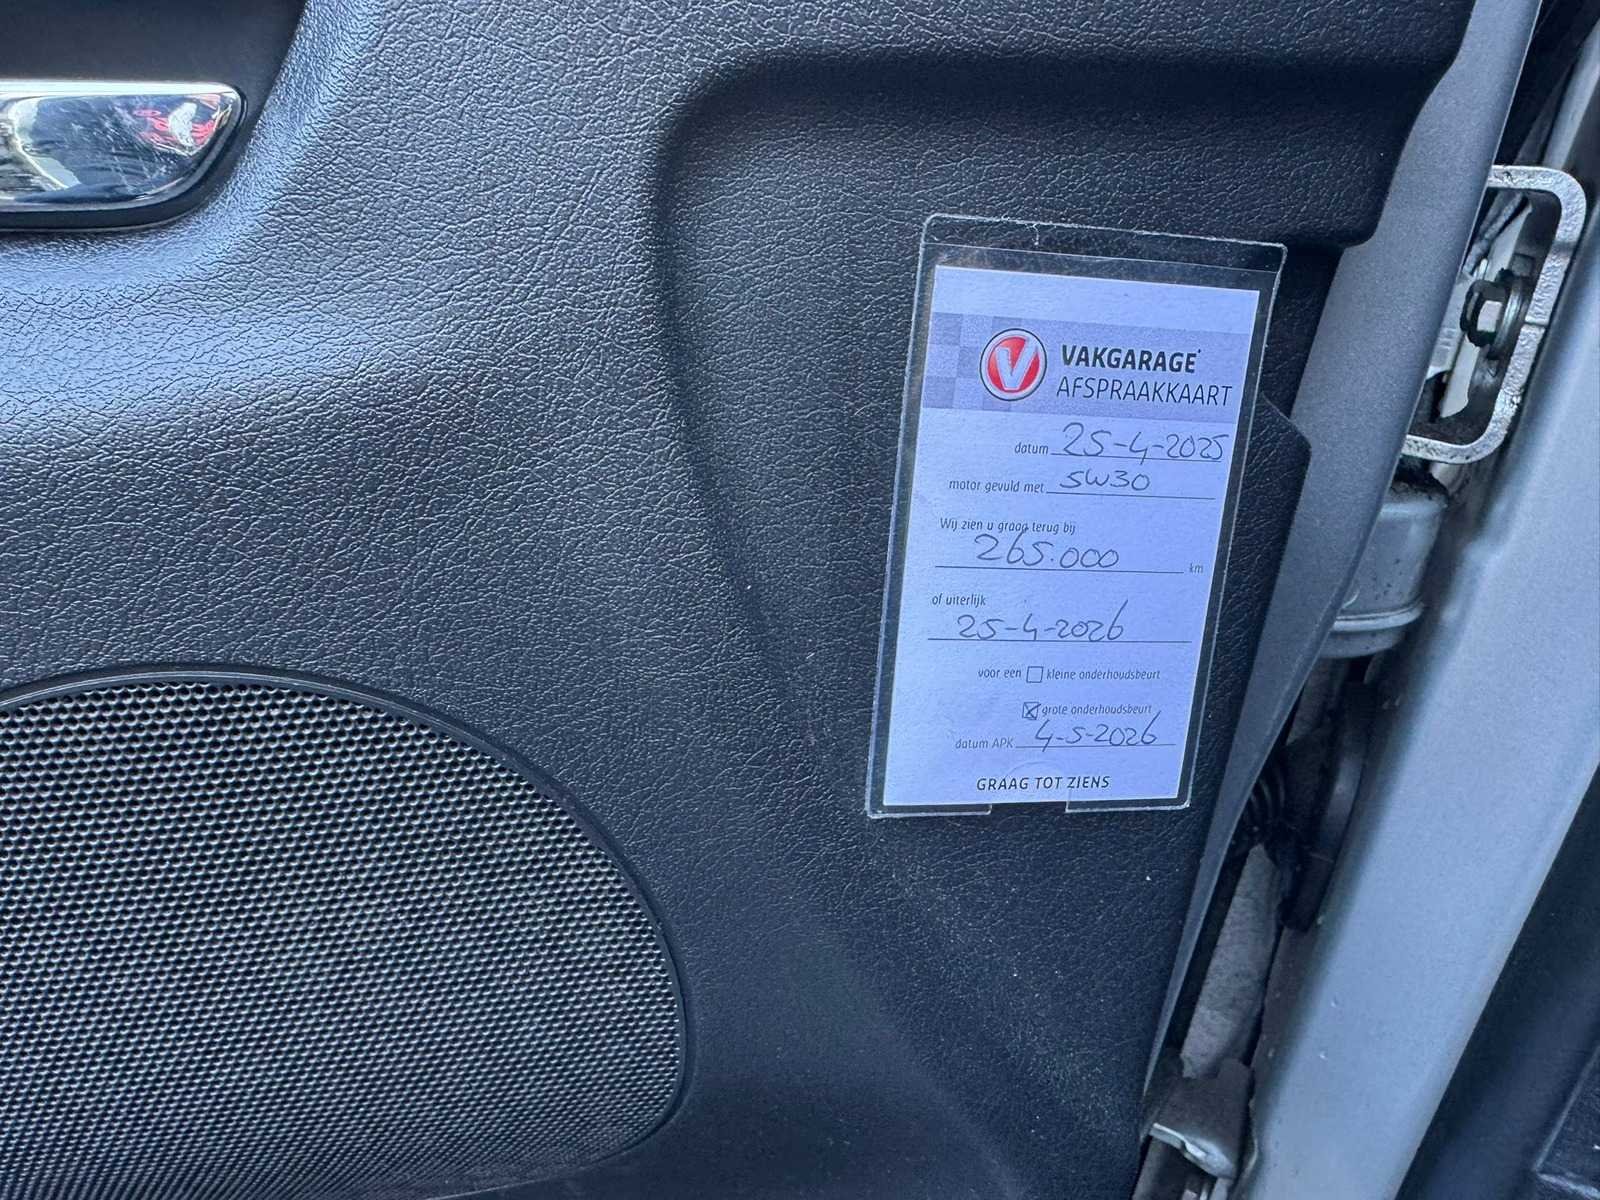 V VAKGARAGE
AFSPRAAKKAART
datum 25-4-2025
motor gevuld met 5W30
Wij zien u graag terug bij
265.000 km
of uiterlijk
25-4-2026
voor een kleine onderhoudsbeurt
grote onderhoudsbeurt
datum APK 4-5-2026
GRAAG TOT ZIENS